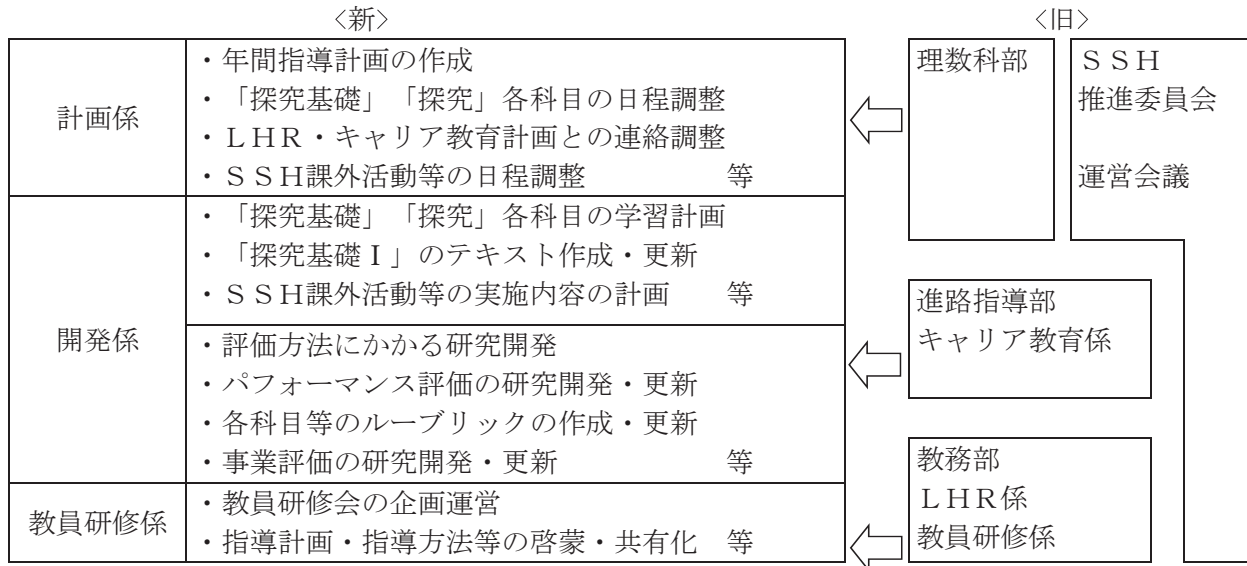 〈新〉
〈旧〉
計画係
・年間指導計画の作成
・「探究基礎」「探究」各科目の日程調整
・ＬＨＲ・キャリア教育計画との連絡調整
・ＳＳＨ課外活動等の日程調整　　　　　　等
開発係
・「探究基礎」「探究」各科目の学習計画
・「探究基礎Ⅰ」のテキスト作成・更新
・ＳＳＨ課外活動等の実施内容の計画　　等
・評価方法にかかる研究開発
・パフォーマンス評価の研究開発・更新
・各科目等のルーブリックの作成・更新
・事業評価の研究開発・更新　　　　　　　等
教員研修係
・教員研修会の企画運営
・指導計画・指導方法等の啓蒙・共有化　等
理数科部
ＳＳＨ
推進委員会
運営会議
進路指導部
キャリア教育係
教務部
ＬＨＲ係
教員研修係